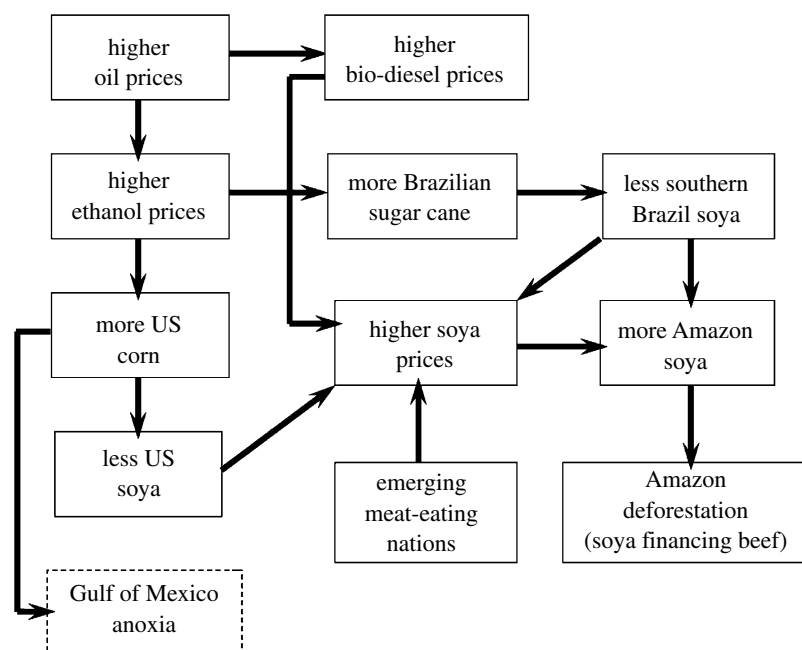 higher
oil prices
higher
bio-diesel prices
higher
ethanol prices
more Brazilian
sugar cane
less southern
Brazil soya
more US
corn
higher soya
prices
more Amazon
soya
less US
soya
emerging
meat-eating
nations
Amazon
deforestation
(soya financing beef)
Gulf of Mexico
anoxia